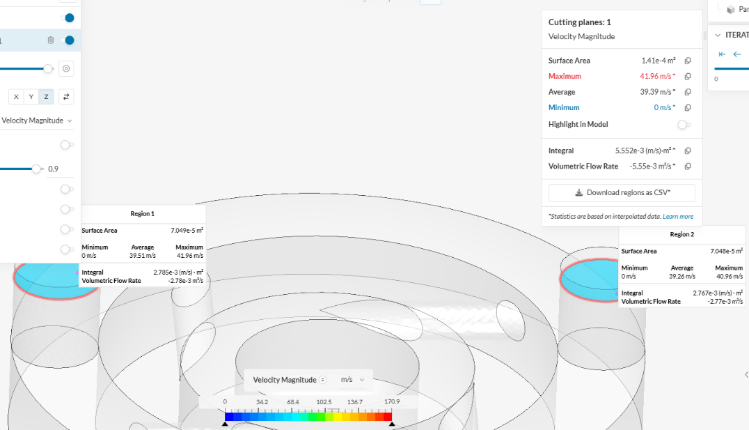 Cutting planes: 1
Velocity Magnitude
Surface Area 1.41e-4 m²
Maximum 41.96 m/s *
Average 39.39 m/s *
Minimum 0 m/s *
Highlight in Model
Integral 5.552e-3 (m/s)·m² *
Volumetric Flow Rate -5.55e-3 m³/s *
Download regions as CSV*
*Statistics are based on interpolated data. Learn more
ITERAT
0
X Y Z
Velocity Magnitude
0.9
Region 1
Surface Area 7.049e-5 m²
Minimum Average Maximum
0 m/s 39.51 m/s 41.96 m/s
Integral 2.785e-3 (m/s)· m²
Volumetric Flow Rate -2.78e-3 m³/s
Region 2
Surface Area 7.048e-5 m²
Minimum Average Maximum
0 m/s 39.26 m/s 40.96 m/s
Integral 2.767e-3 (m/s)· m²
Volumetric Flow Rate -2.77e-3 m³/s
Velocity Magnitude m/s
0 34.2 68.4 102.5 136.7 170.9